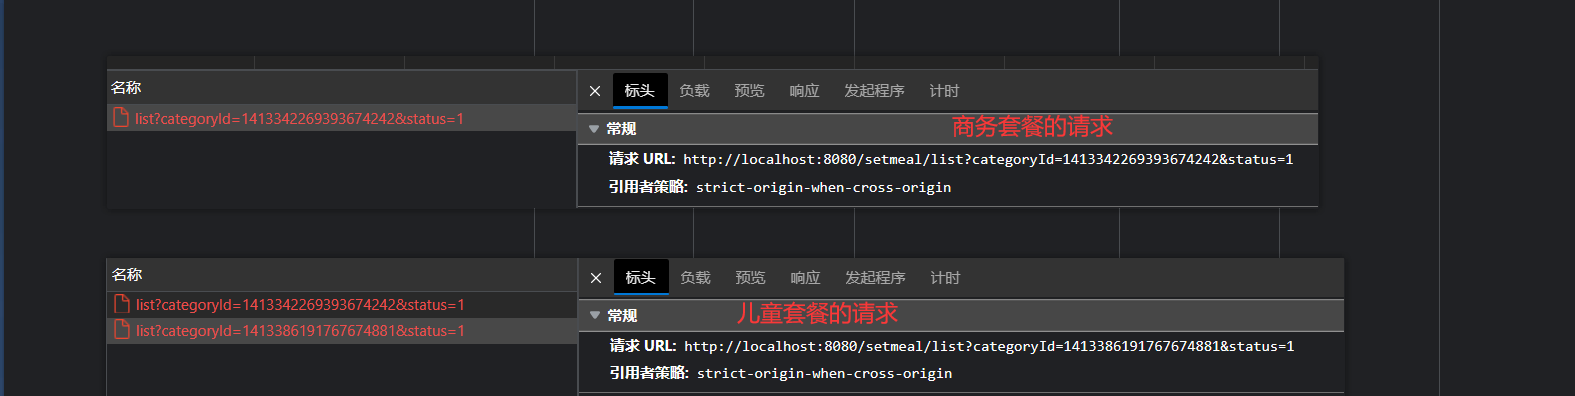 名称
× 标头 负载 预览 响应 发起程序 计时
list?categoryId=1413342269393674242&status=1
常规 商务套餐的请求
请求 URL: http://localhost:8080/setmeal/list?categoryId=1413342269393674242&status=1
引用者策略: strict-origin-when-cross-origin
名称
× 标头 负载 预览 响应 发起程序 计时
list?categoryId=1413342269393674242&status=1
list?categoryId=1413386191767674881&status=1
常规 儿童套餐的请求
请求 URL: http://localhost:8080/setmeal/list?categoryId=1413386191767674881&status=1
引用者策略: strict-origin-when-cross-origin